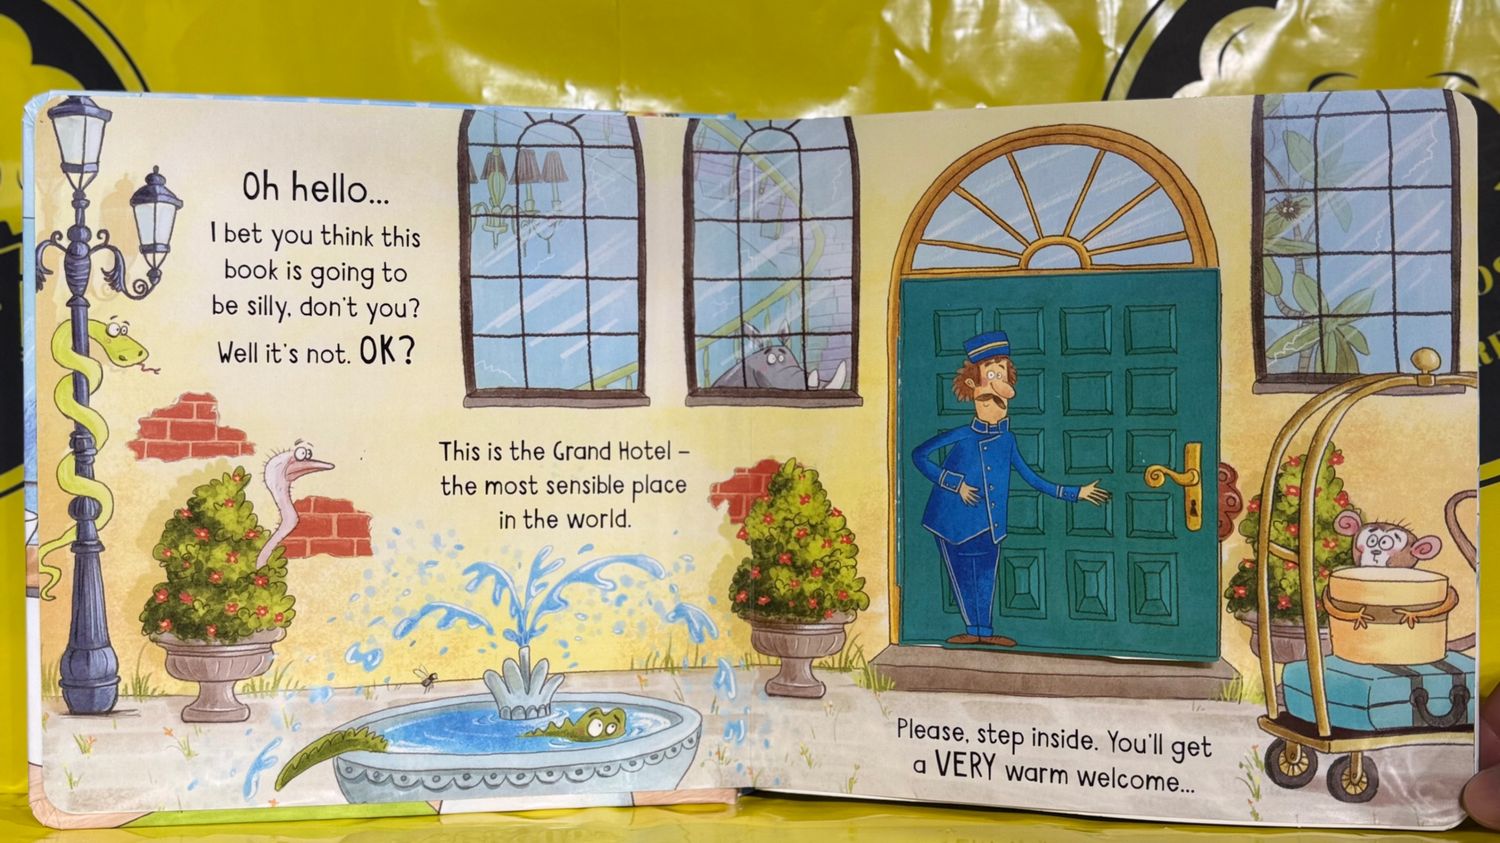 Oh hello...
I bet you think this
book is going to
be silly, don't you?
Well it's not. OK?
This is the Grand Hotel –
the most sensible place
in the world.
Please, step inside. You'll get
a VERY warm welcome...